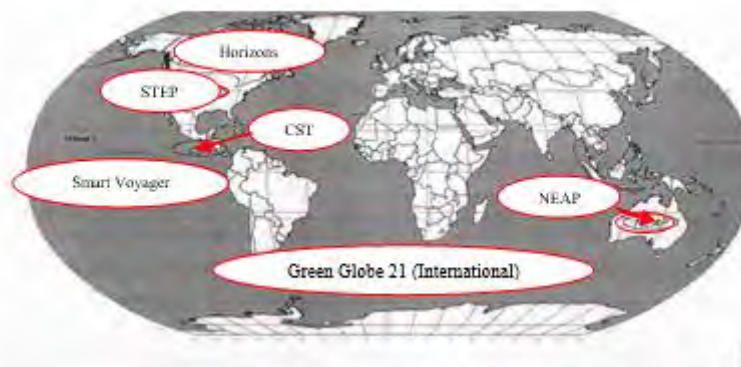 Horizons
STEP
CST
Smart Voyager
NEAP
Green Globe 21 (International)